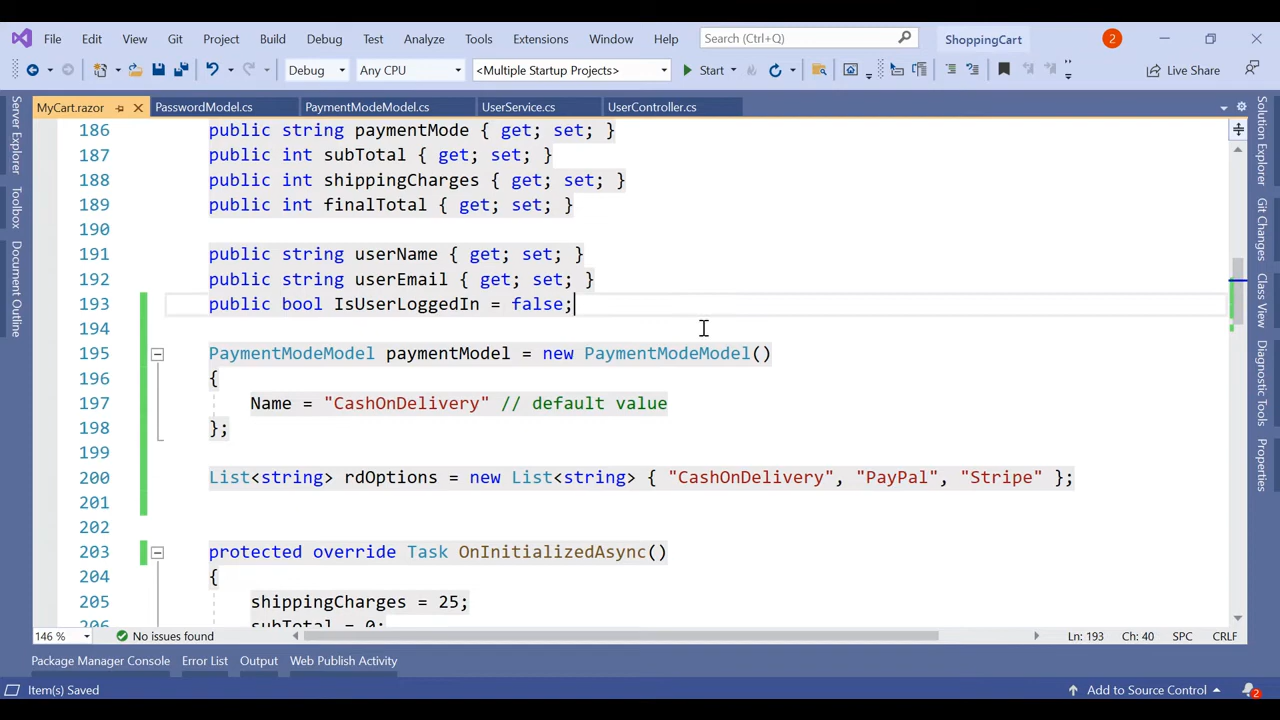 File Edit View Git Project Build Debug Test Analyze Tools Extensions Window Help Search (Ctrl+Q) ShoppingCart 2
Debug Any CPU <Multiple Startup Projects> Start Live Share
MyCart.razor PasswordModel.cs PaymentModeModel.cs UserService.cs UserController.cs
186 public string paymentMode { get; set; }
187 public int subTotal { get; set; }
188 public int shippingCharges { get; set; }
189 public int finalTotal { get; set; }
190
191 public string userName { get; set; }
192 public string userEmail { get; set; }
193 public bool IsUserLoggedIn = false;
194
195 PaymentModeModel paymentModel = new PaymentModeModel()
196 {
197 Name = "CashOnDelivery" // default value
198 };
199
200 List<string> rdOptions = new List<string> { "CashOnDelivery", "PayPal", "Stripe" };
201
202
203 protected override Task OnInitializedAsync()
204 {
205 shippingCharges = 25;
206 subTotal = 0;
146 % No issues found Ln: 193 Ch: 40 SPC CRLF
Package Manager Console Error List Output Web Publish Activity
Item(s) Saved Add to Source Control 2
Server Explorer
Toolbox
Document Outline
Solution Explorer
Git Changes
Class View
Diagnostic Tools
Properties